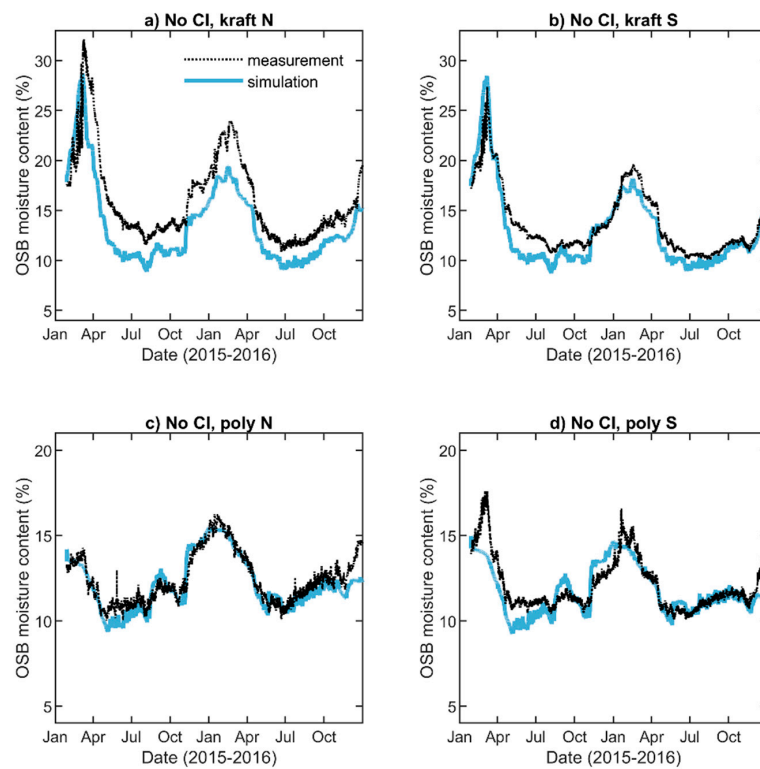 a) No CI, kraft N
OSB moisture content (%)
30
25
20
15
10
5
measurement
simulation
Jan Apr Jul Oct Jan Apr Jul Oct
Date (2015-2016)
b) No CI, kraft S
OSB moisture content (%)
30
25
20
15
10
5
Jan Apr Jul Oct Jan Apr Jul Oct
Date (2015-2016)
c) No CI, poly N
OSB moisture content (%)
20
15
10
5
Jan Apr Jul Oct Jan Apr Jul Oct
Date (2015-2016)
d) No CI, poly S
OSB moisture content (%)
20
15
10
5
Jan Apr Jul Oct Jan Apr Jul Oct
Date (2015-2016)